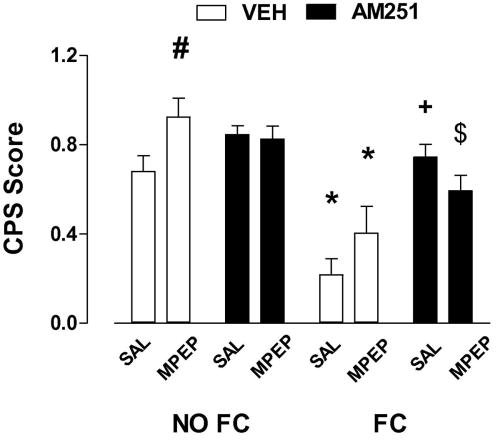 VEH AM251
#
1.2
CPS Score
0.8
0.4
0.0
* * + $
SAL MPEP SAL MPEP SAL MPEP SAL MPEP
NO FC FC